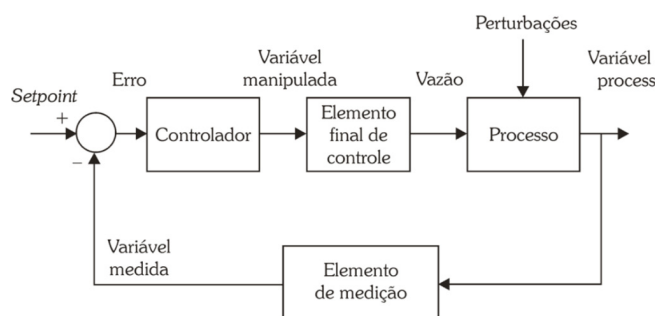 Perturbações
Variável
process
Erro
Variável
manipulada
Vazão
Setpoint
+
−
Controlador
Elemento
final de
controle
Processo
Variável
medida
Elemento
de medição